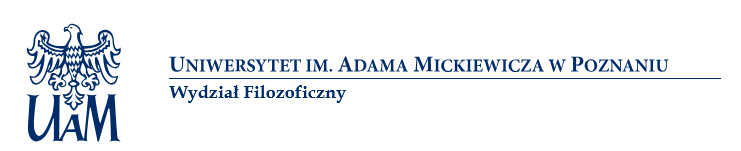 UAM
UNIWERSYTET IM. ADAMA MICKIEWICZA W POZNANIU
Wydział Filozoficzny